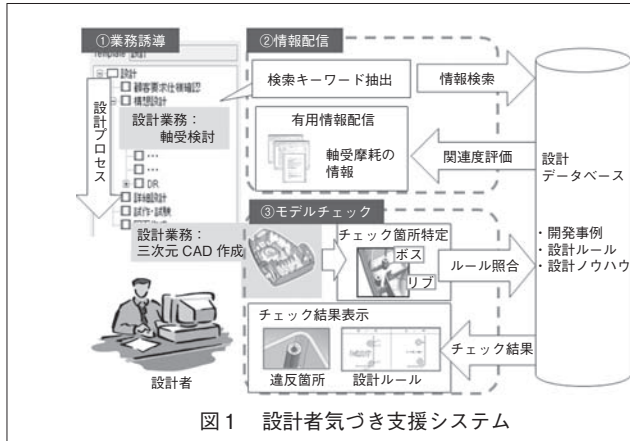 ①業務誘導
設計
顧客要求仕様確認
構想設計
設計業務：
軸受検討
…
…
DR
詳細設計
試作・試験
設計プロセス
設計業務：
三次元 CAD 作成
設計者
②情報配信
検索キーワード抽出
情報検索
有用情報配信
軸受摩耗の
情報
関連度評価
③モデルチェック
チェック箇所特定
ボス
リブ
ルール照合
チェック結果表示
違反箇所
設計ルール
チェック結果
設計
データベース
・開発事例
・設計ルール
・設計ノウハウ
図１　設計者気づき支援システム